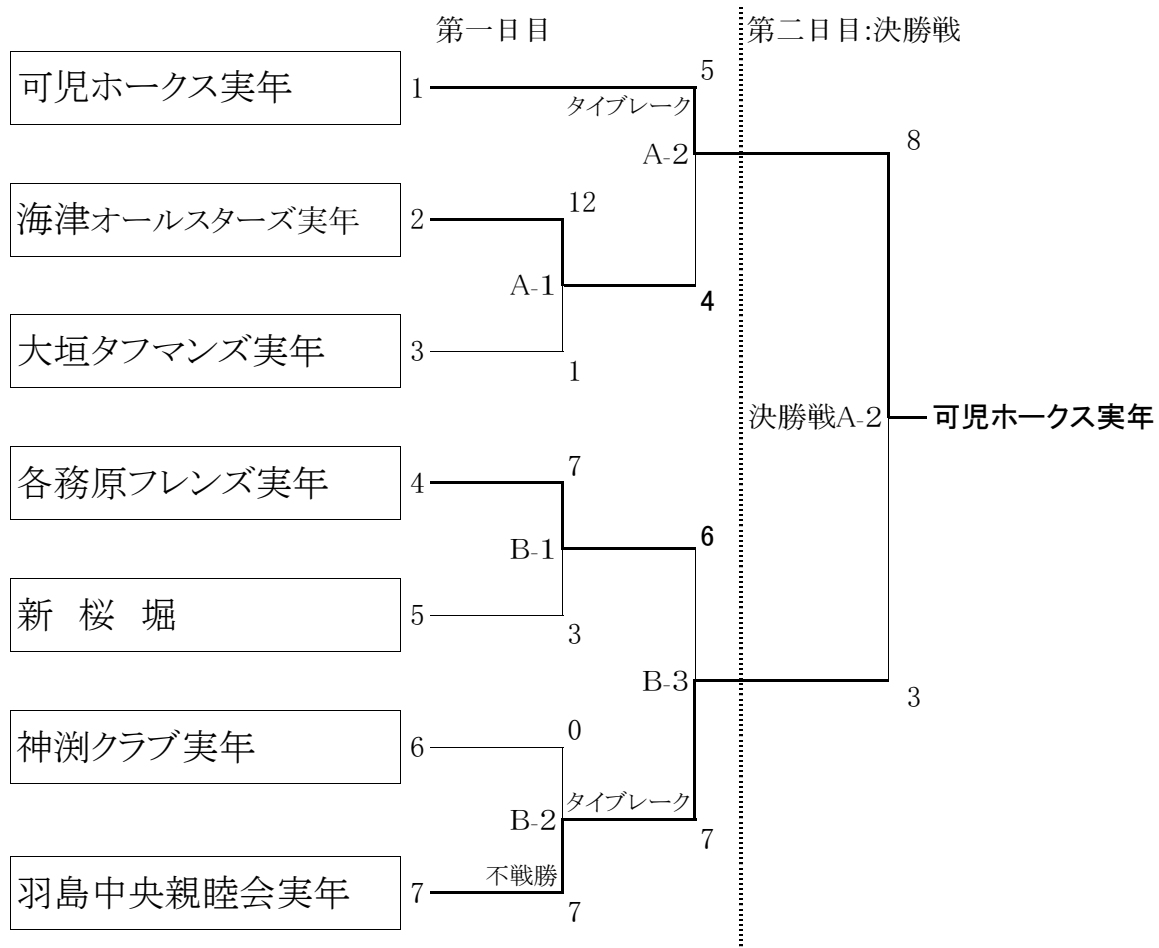 第一日目
第二日目:決勝戦
可児ホークス実年
1
5
タイブレーク
A-2
8
海津オールスターズ実年
2
12
A-1
4
大垣タフマンズ実年
3
1
決勝戦A-2
可児ホークス実年
各務原フレンズ実年
4
7
B-1
6
新 桜 堀
5
3
B-3
3
神渕クラブ実年
6
0
B-2
タイブレーク
7
羽島中央親睦会実年
7
不戦勝
7